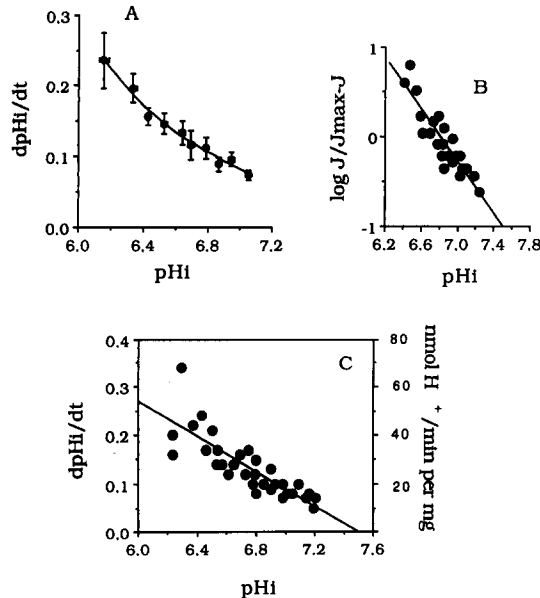 A
dpHi/dt
0.3
0.2
0.1
0.0
6.0 6.4 6.8 7.2
pHi
B
log J/Jmax-J
1
0
-1
6.2 6.6 7.0 7.4 7.8
pHi
C
dpHi/dt
0.4
0.3
0.2
0.1
0.0
6.0 6.4 6.8 7.2 7.6
pHi
80
60
40
20
0
nmol H +/min per mg